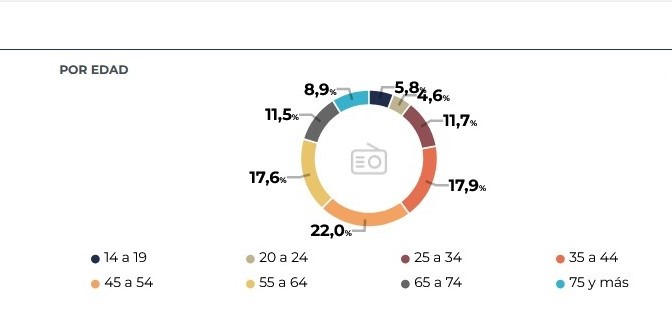 POR EDAD
5,8%
4,6%
11,7%
17,9%
22,0%
17,6%
11,5%
8,9%
14 a 19
20 a 24
25 a 34
35 a 44
45 a 54
55 a 64
65 a 74
75 y más